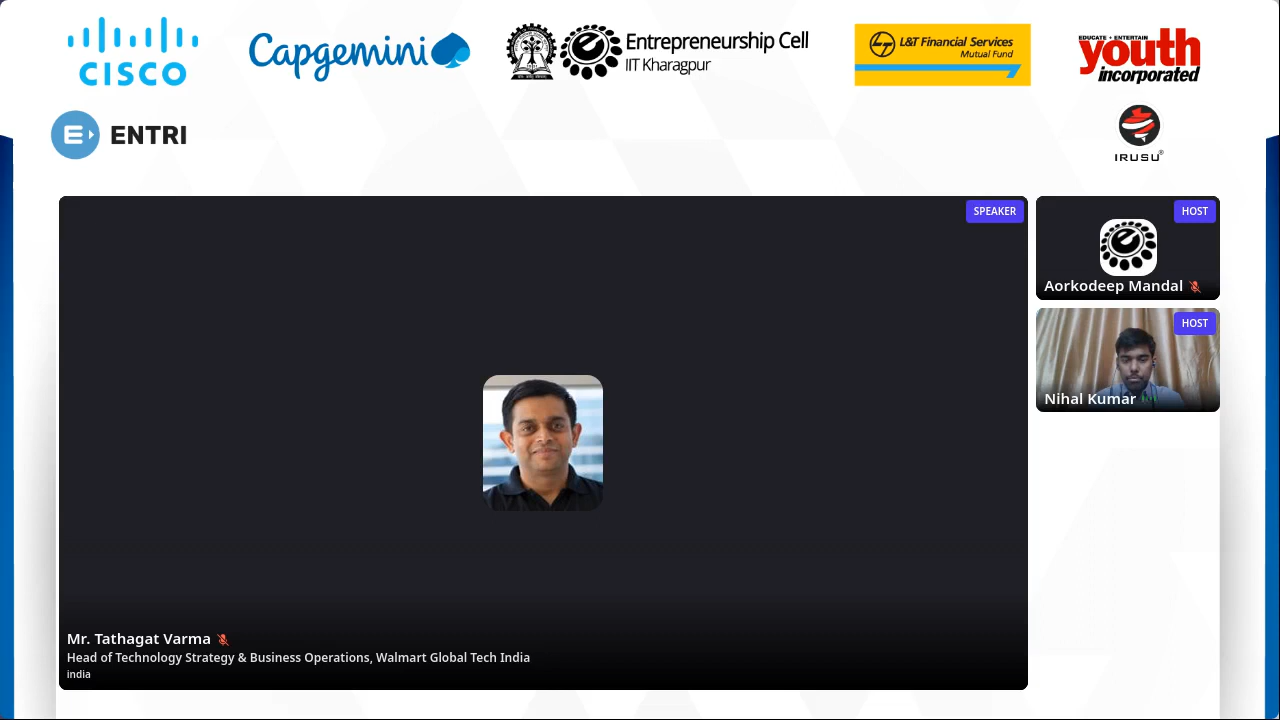 CISCO
Capgemini
Entrepreneurship Cell
IIT Kharagpur
L&T Financial Services
Mutual Fund
EDUCATE + ENTERTAIN
youth
incorporated
E ENTRI
IRUSU®
SPEAKER
HOST
Aorkodeep Mandal
HOST
Nihal Kumar
Mr. Tathagat Varma
Head of Technology Strategy & Business Operations, Walmart Global Tech India
india